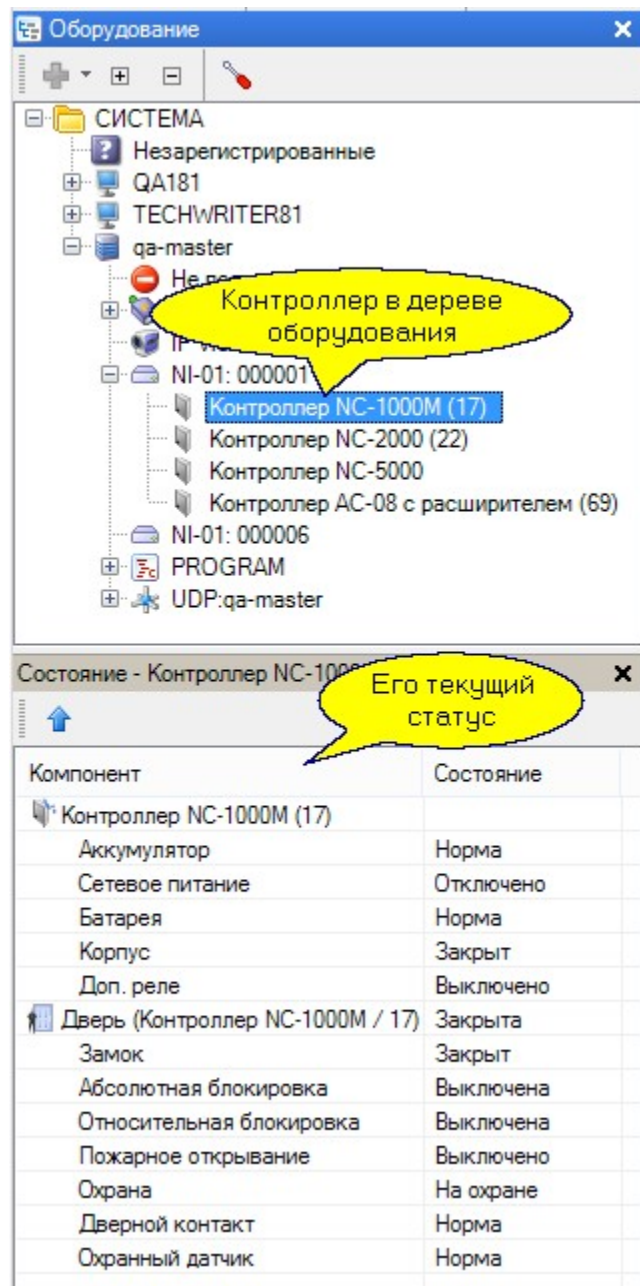 Оборудование
СИСТЕМА
Незарегистрированные
QA181
TECHWRITER81
qa-master
Контроллер в дереве
оборудования
NI-01: 000001
Контроллер NC-1000M (17)
Контроллер NC-2000 (22)
Контроллер NC-5000
Контроллер AC-08 с расширителем (69)
NI-01: 000006
PROGRAM
UDP:qa-master
Состояние - Контроллер
Его текущий
статус
Компонент Состояние
Контроллер NC-1000M (17)
Аккумулятор Норма
Сетевое питание Отключено
Батарея Норма
Корпус Закрыт
Доп. реле Выключено
Дверь (Контроллер NC-1000M / 17) Закрыта
Замок Закрыт
Абсолютная блокировка Выключена
Относительная блокировка Выключена
Пожарное открывание Выключено
Охрана На охране
Дверной контакт Норма
Охранный датчик Норма